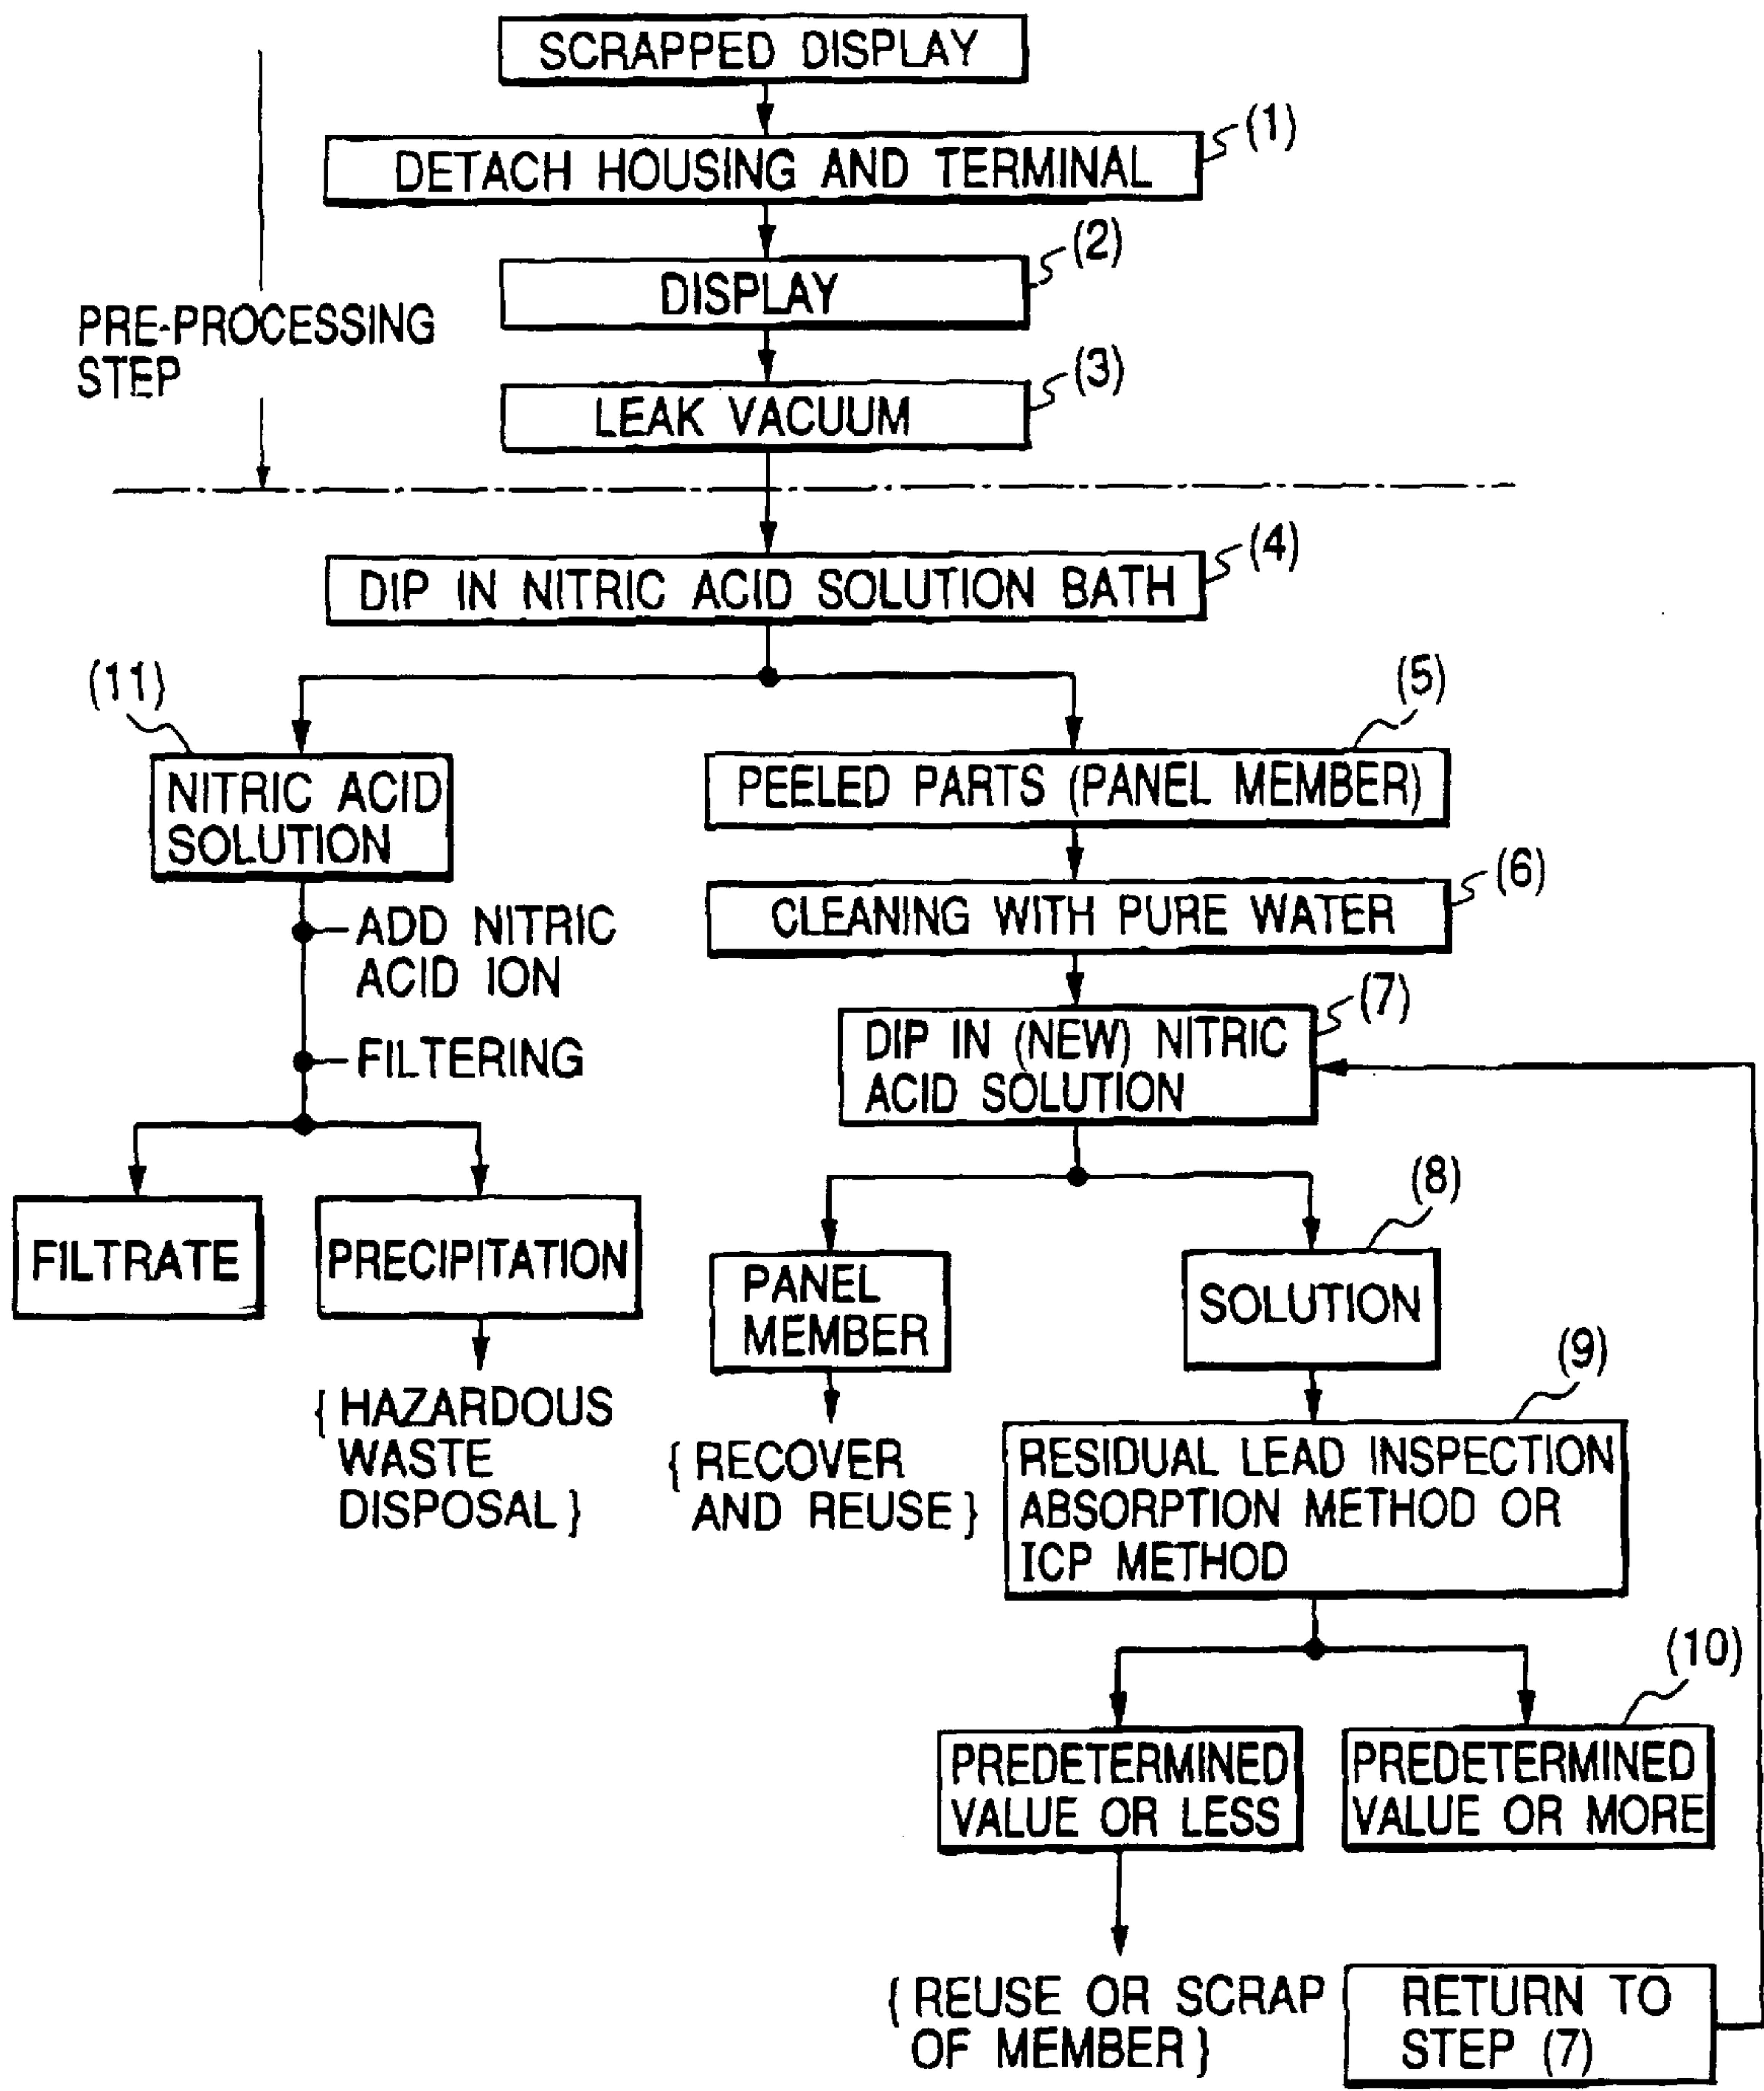 SCRAPPED DISPLAY
(1)
DETACH HOUSING AND TERMINAL
(2)
DISPLAY
PRE-PROCESSING
STEP
(3)
LEAK VACUUM
(4)
DIP IN NITRIC ACID SOLUTION BATH
(11)
NITRIC ACID
SOLUTION
ADD NITRIC
ACID ION
FILTERING
FILTRATE
PRECIPITATION
{ HAZARDOUS
WASTE
DISPOSAL }
(5)
PEELED PARTS (PANEL MEMBER)
(6)
CLEANING WITH PURE WATER
(7)
DIP IN (NEW) NITRIC
ACID SOLUTION
PANEL
MEMBER
{ RECOVER
AND REUSE }
(8)
SOLUTION
(9)
RESIDUAL LEAD INSPECTION
ABSORPTION METHOD OR
ICP METHOD
PREDETERMINED
VALUE OR LESS
{ REUSE OR SCRAP
OF MEMBER }
(10)
PREDETERMINED
VALUE OR MORE
RETURN TO
STEP (7)